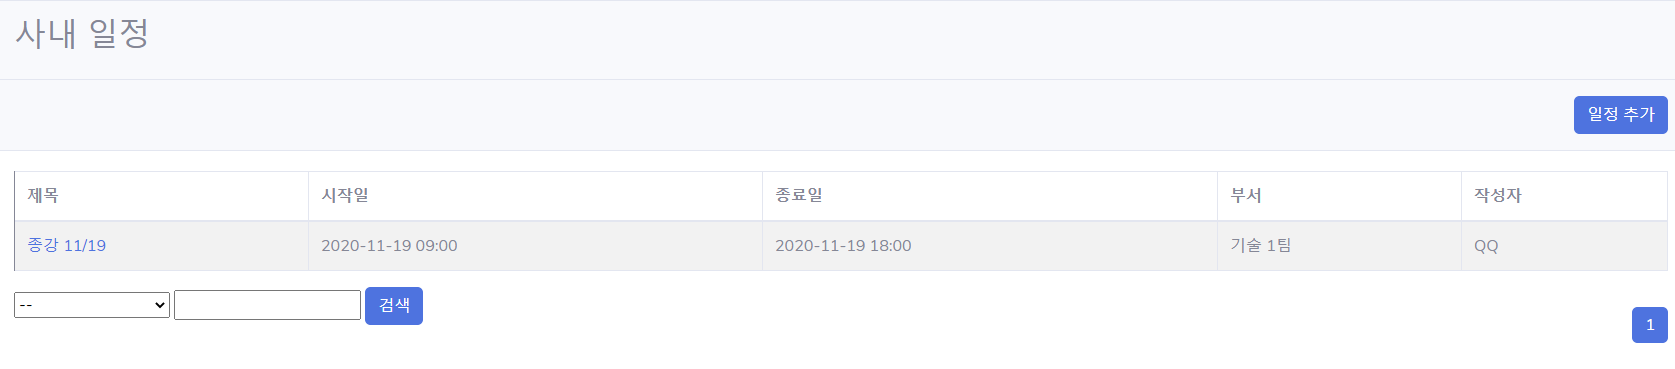 사내 일정
일정 추가
제목 시작일 종료일 부서 작성자
종강 11/19 2020-11-19 09:00 2020-11-19 18:00 기술 1팀 QQ
-- 검색
1